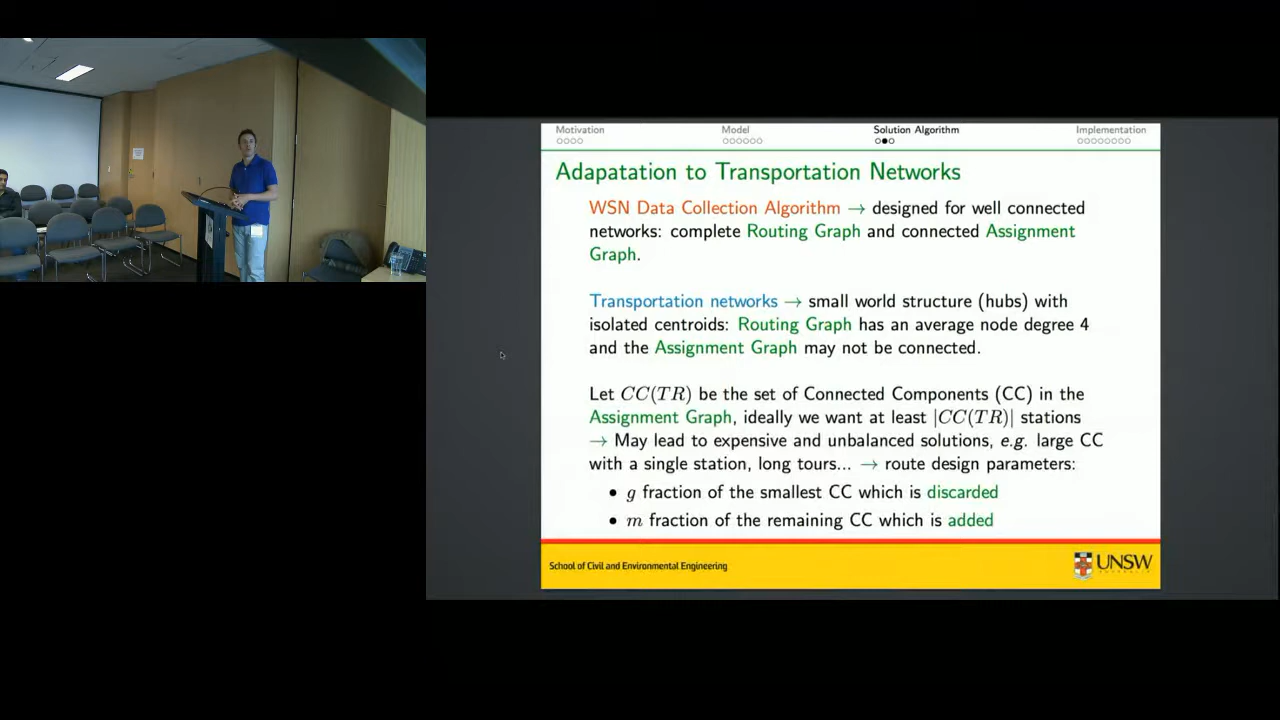 Motivation Model Solution Algorithm Implementation
Adapatation to Transportation Networks
WSN Data Collection Algorithm → designed for well connected
networks: complete Routing Graph and connected Assignment
Graph.
Transportation networks → small world structure (hubs) with
isolated centroids: Routing Graph has an average node degree 4
and the Assignment Graph may not be connected.
Let CC(TR) be the set of Connected Components (CC) in the
Assignment Graph, ideally we want at least |CC(TR)| stations
→ May lead to expensive and unbalanced solutions, e.g. large CC
with a single station, long tours... → route design parameters:
• g fraction of the smallest CC which is discarded
• m fraction of the remaining CC which is added
School of Civil and Environmental Engineering
UNSW